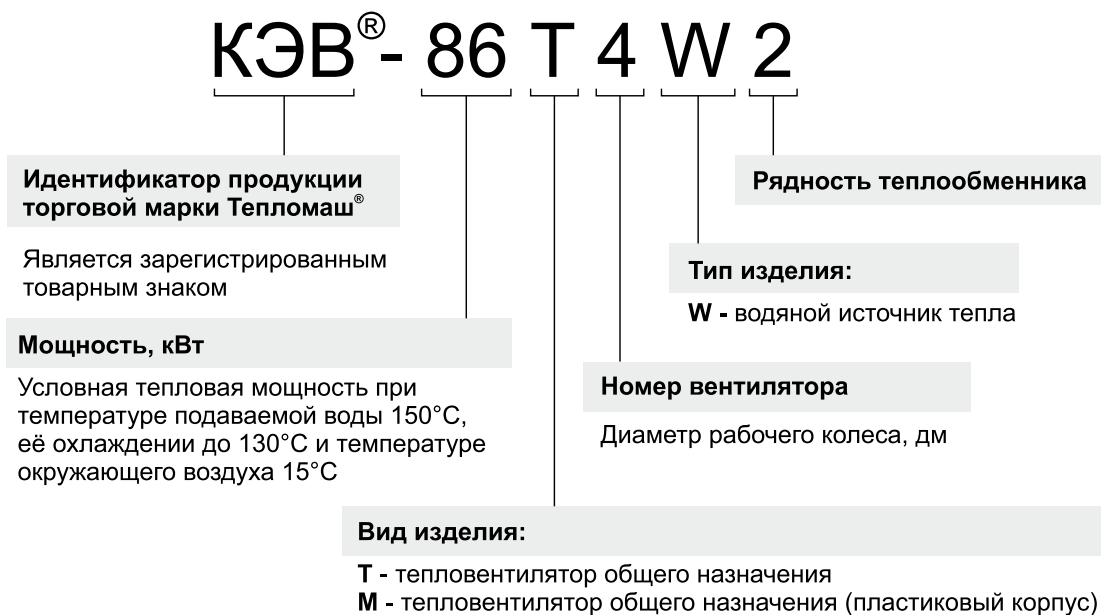 КЭВ®- 86 Т 4 W 2
Идентификатор продукции
торговой марки Тепломаш®
Является зарегистрированным
товарным знаком
Мощность, кВт
Условная тепловая мощность при
температуре подаваемой воды 150°С,
её охлаждении до 130°С и температуре
окружающего воздуха 15°С
Рядность теплообменника
Тип изделия:
W - водяной источник тепла
Номер вентилятора
Диаметр рабочего колеса, дм
Вид изделия:
Т - тепловентилятор общего назначения
М - тепловентилятор общего назначения (пластиковый корпус)